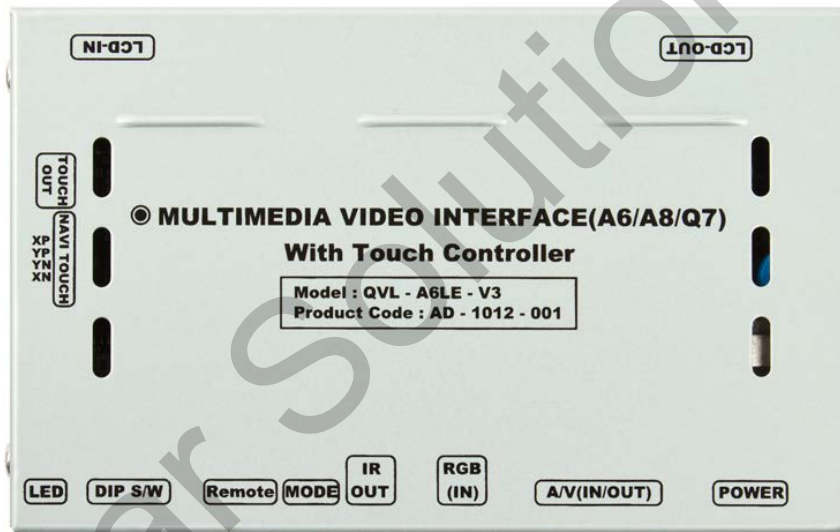 LCD-IN
LCD-OUT
TOUCH
OUT
NAVI TOUCH
XP
YP
YN
XN
MULTIMEDIA VIDEO INTERFACE(A6/A8/Q7)
With Touch Controller
Model : QVL - A6LE - V3
Product Code : AD - 1012 - 001
LED
DIP S/W
Remote
MODE
IR
OUT
RGB
(IN)
A/V(IN/OUT)
POWER
ar Solution